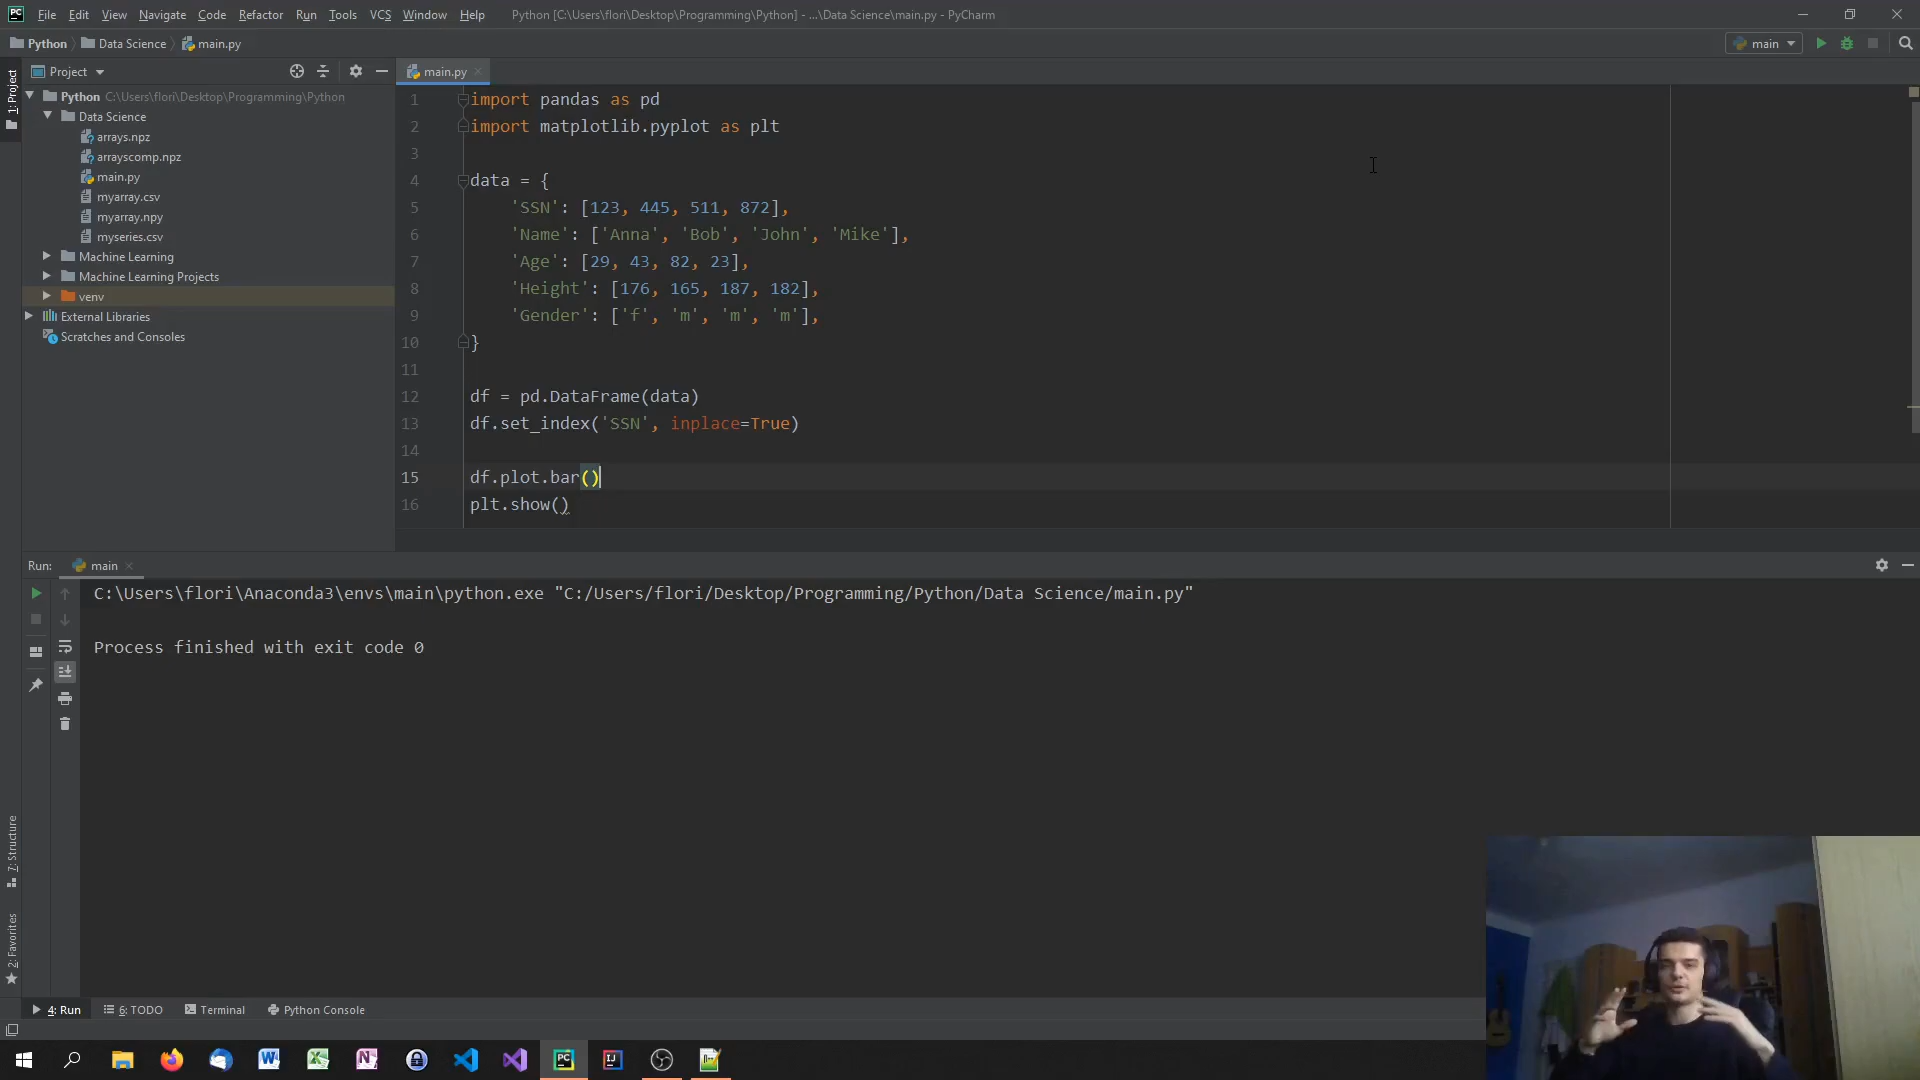 File Edit View Navigate Code Refactor Run Tools VCS Window Help Python [C:\Users\flori\Desktop\Programming\Python] - ...\Data Science\main.py - PyCharm
Python Data Science main.py main
Project main.py
Python C:\Users\flori\Desktop\Programming\Python
Data Science
arrays.npz
arrayscomp.npz
main.py
myarray.csv
myarray.npy
myseries.csv
Machine Learning
Machine Learning Projects
venv
External Libraries
Scratches and Consoles
1: Project
1 import pandas as pd
2 import matplotlib.pyplot as plt
3
4 data = {
5 'SSN': [123, 445, 511, 872],
6 'Name': ['Anna', 'Bob', 'John', 'Mike'],
7 'Age': [29, 43, 82, 23],
8 'Height': [176, 165, 187, 182],
9 'Gender': ['f', 'm', 'm', 'm'],
10 }
11
12 df = pd.DataFrame(data)
13 df.set_index('SSN', inplace=True)
14
15 df.plot.bar()
16 plt.show()
Run: main
C:\Users\flori\Anaconda3\envs\main\python.exe "C:/Users/flori/Desktop/Programming/Python/Data Science/main.py"
Process finished with exit code 0
7: Structure
2: Favorites
4: Run 6: TODO Terminal Python Console